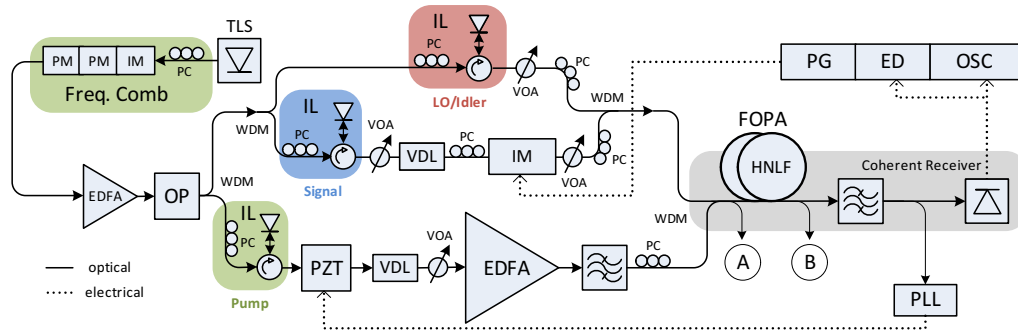 TLS
PM PM IM
PC
Freq. Comb
IL
PC
LO/Idler
VOA
PC
WDM
PG ED OSC
WDM
IL
PC
Signal
VOA
VDL
PC
IM
VOA
PC
FOPA
HNLF
Coherent Receiver
EDFA
OP
WDM
IL
PC
Pump
PZT
VDL
VOA
EDFA
PC
WDM
A
B
PLL
optical
electrical